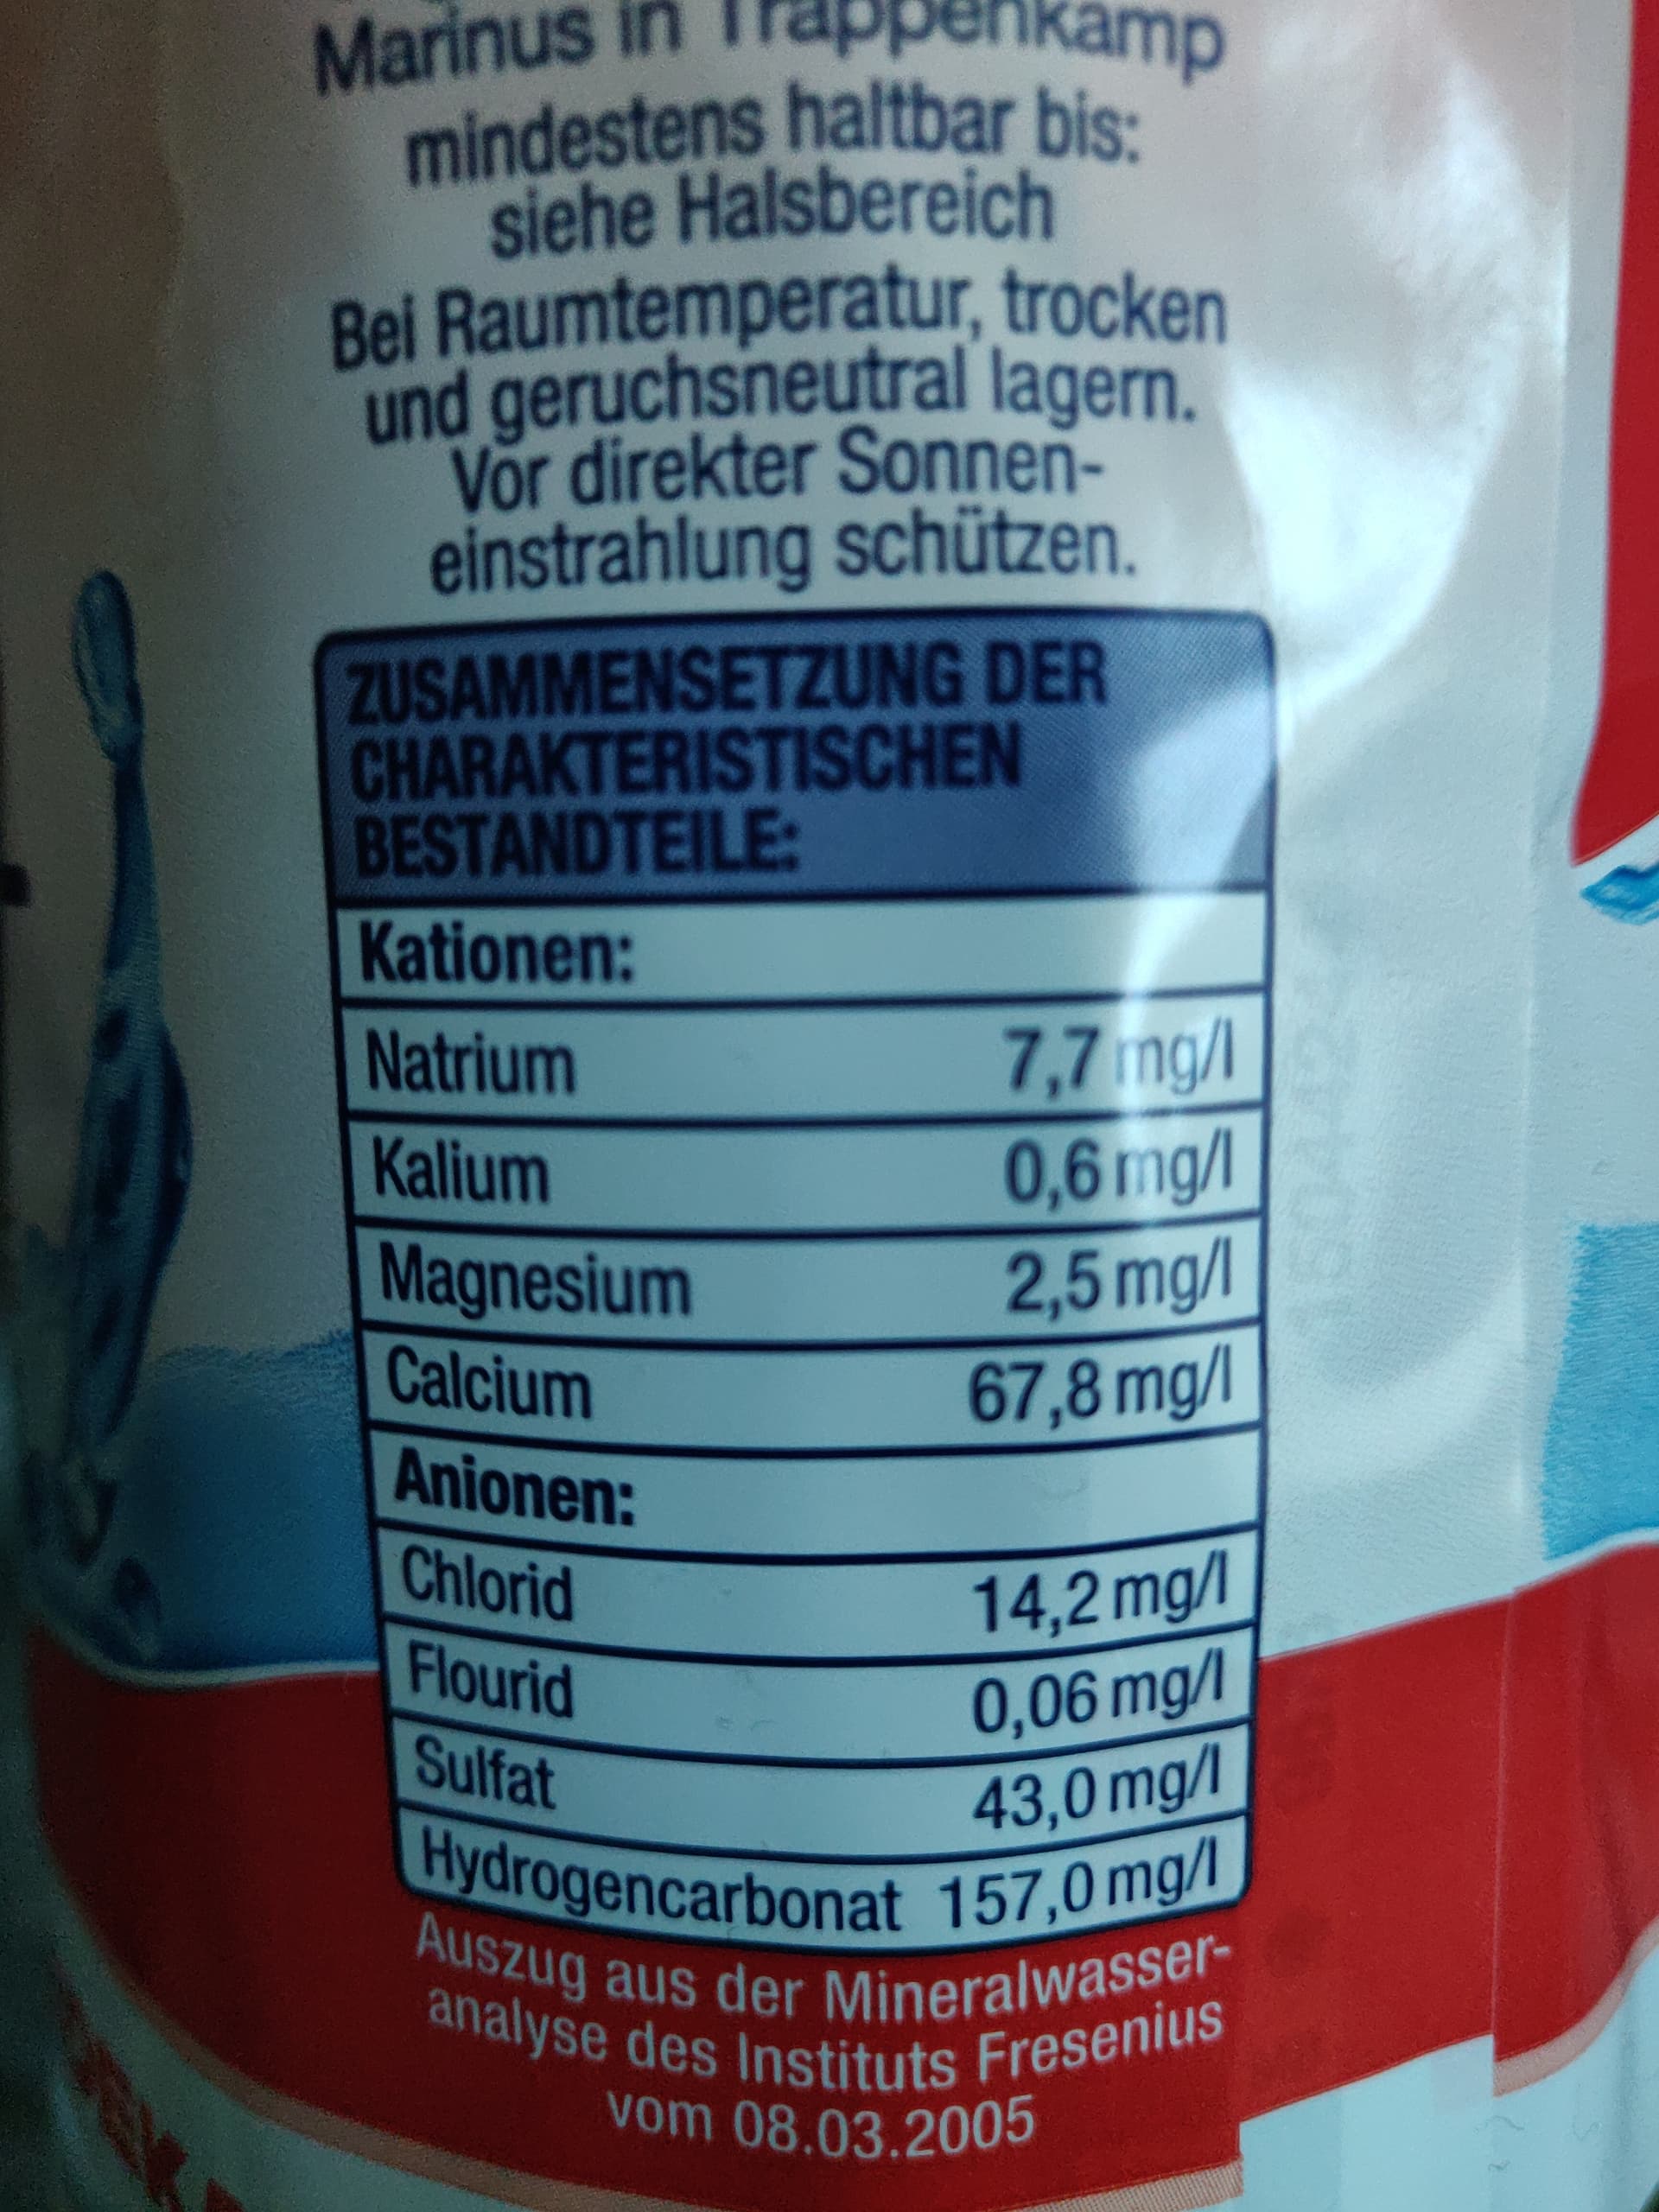 Marinus in Trappenkamp
mindestens haltbar bis:
siehe Halsbereich
Bei Raumtemperatur, trocken
und geruchsneutral lagern.
Vor direkter Sonnen-
einstrahlung schützen.
ZUSAMMENSETZUNG DER
CHARAKTERISTISCHEN
BESTANDTEILE:
Kationen:
Natrium 7,7 mg/l
Kalium 0,6 mg/l
Magnesium 2,5 mg/l
Calcium 67,8 mg/l
Anionen:
Chlorid 14,2 mg/l
Flourid 0,06 mg/l
Sulfat 43,0 mg/l
Hydrogencarbonat 157,0 mg/l
Auszug aus der Mineralwasser-
analyse des Instituts Fresenius
vom 08.03.2005